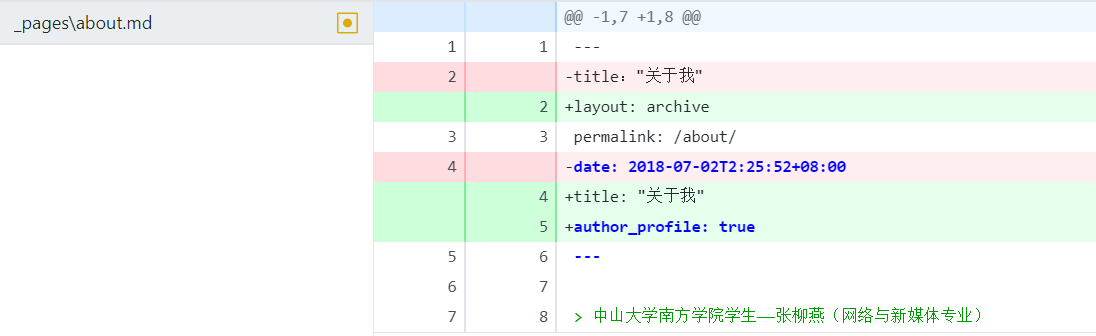 _pages\about.md
@@ -1,7 +1,8 @@
1 1 ---
2 -title："关于我"
2 +layout: archive
3 3 permalink: /about/
4 -date: 2018-07-02T2:25:52+08:00
4 +title: "关于我"
5 +author_profile: true
5 6 ---
6 7
7 8 > 中山大学南方学院学生——张柳燕（网络与新媒体专业）